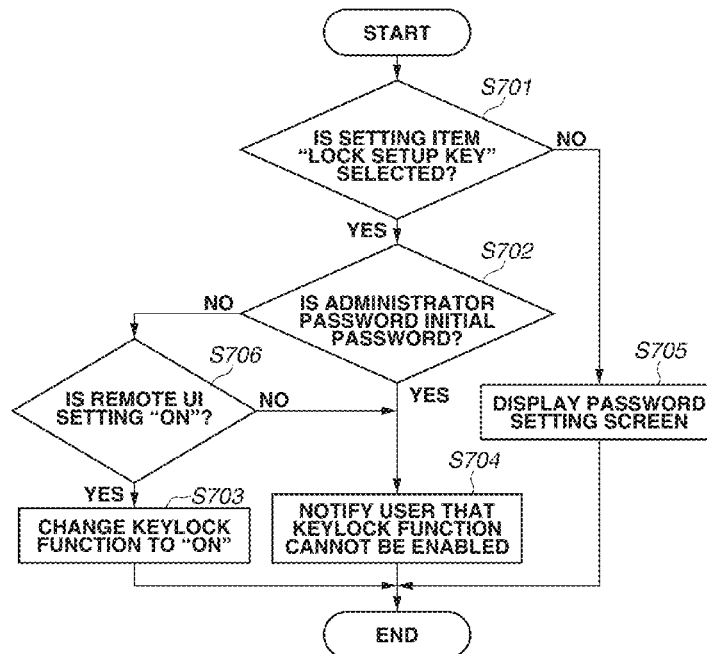 START
S701
IS SETTING ITEM
"LOCK SETUP KEY"
SELECTED?
NO
YES
S702
IS ADMINISTRATOR
PASSWORD INITIAL
PASSWORD?
NO
YES
S706
IS REMOTE UI
SETTING "ON"?
NO
YES
S705
DISPLAY PASSWORD
SETTING SCREEN
S703
CHANGE KEYLOCK
FUNCTION TO "ON"
S704
NOTIFY USER THAT
KEYLOCK FUNCTION
CANNOT BE ENABLED
END